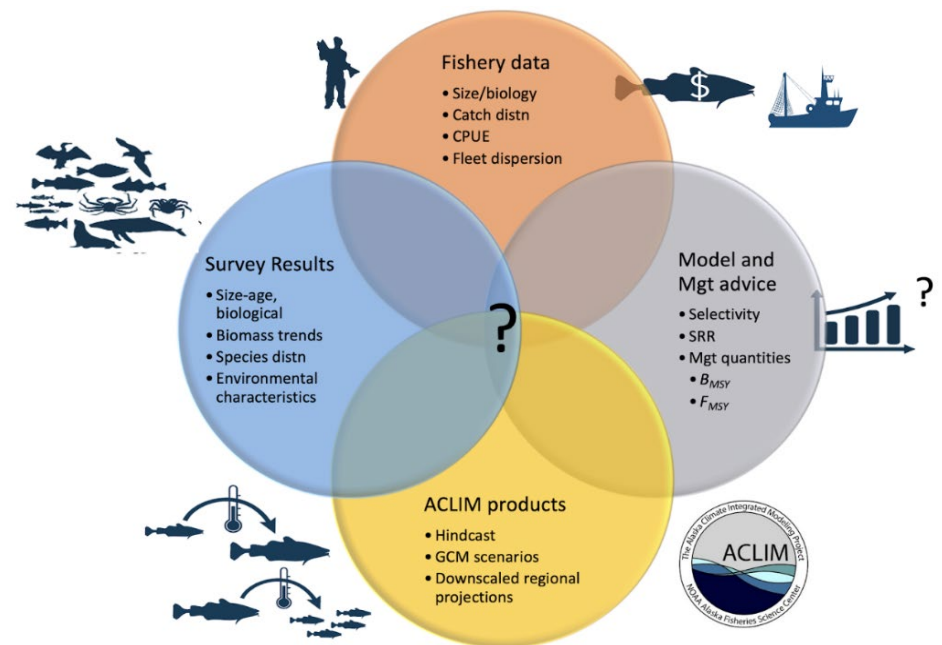 Fishery data
• Size/biology
• Catch distn
• CPUE
• Fleet dispersion
$
Survey Results
• Size-age,
biological
• Biomass trends
• Species distn
• Environmental
characteristics
?
Model and
Mgt advice
• Selectivity
• SRR
• Mgt quantities
• BMSY
• FMSY
?
ACLIM products
• Hindcast
• GCM scenarios
• Downscaled regional
projections
The Alaska Climate Integrated Modeling Project
ACLIM
NOAA Alaska Fisheries Science Center